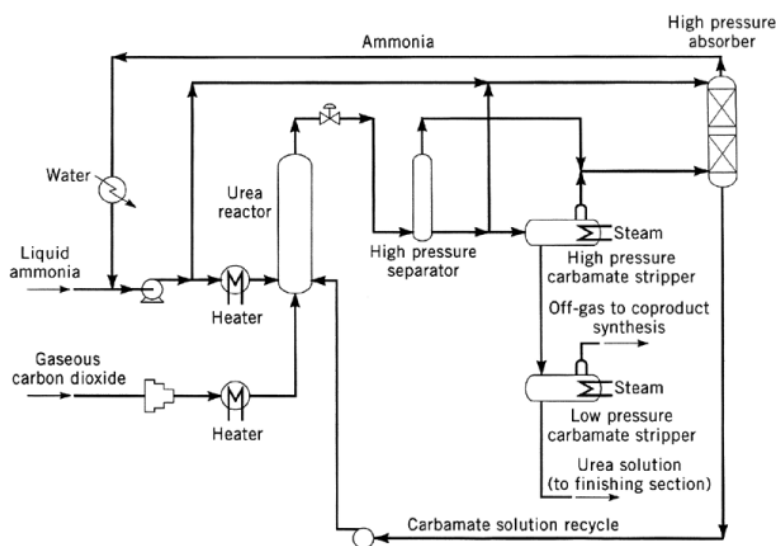 High pressure
absorber
Ammonia
Water
Urea
reactor
Liquid
ammonia
Heater
High pressure
separator
Steam
High pressure
carbamate stripper
Off-gas to coproduct
synthesis
Gaseous
carbon dioxide
Heater
Steam
Low pressure
carbamate stripper
Urea solution
(to finishing section)
Carbamate solution recycle